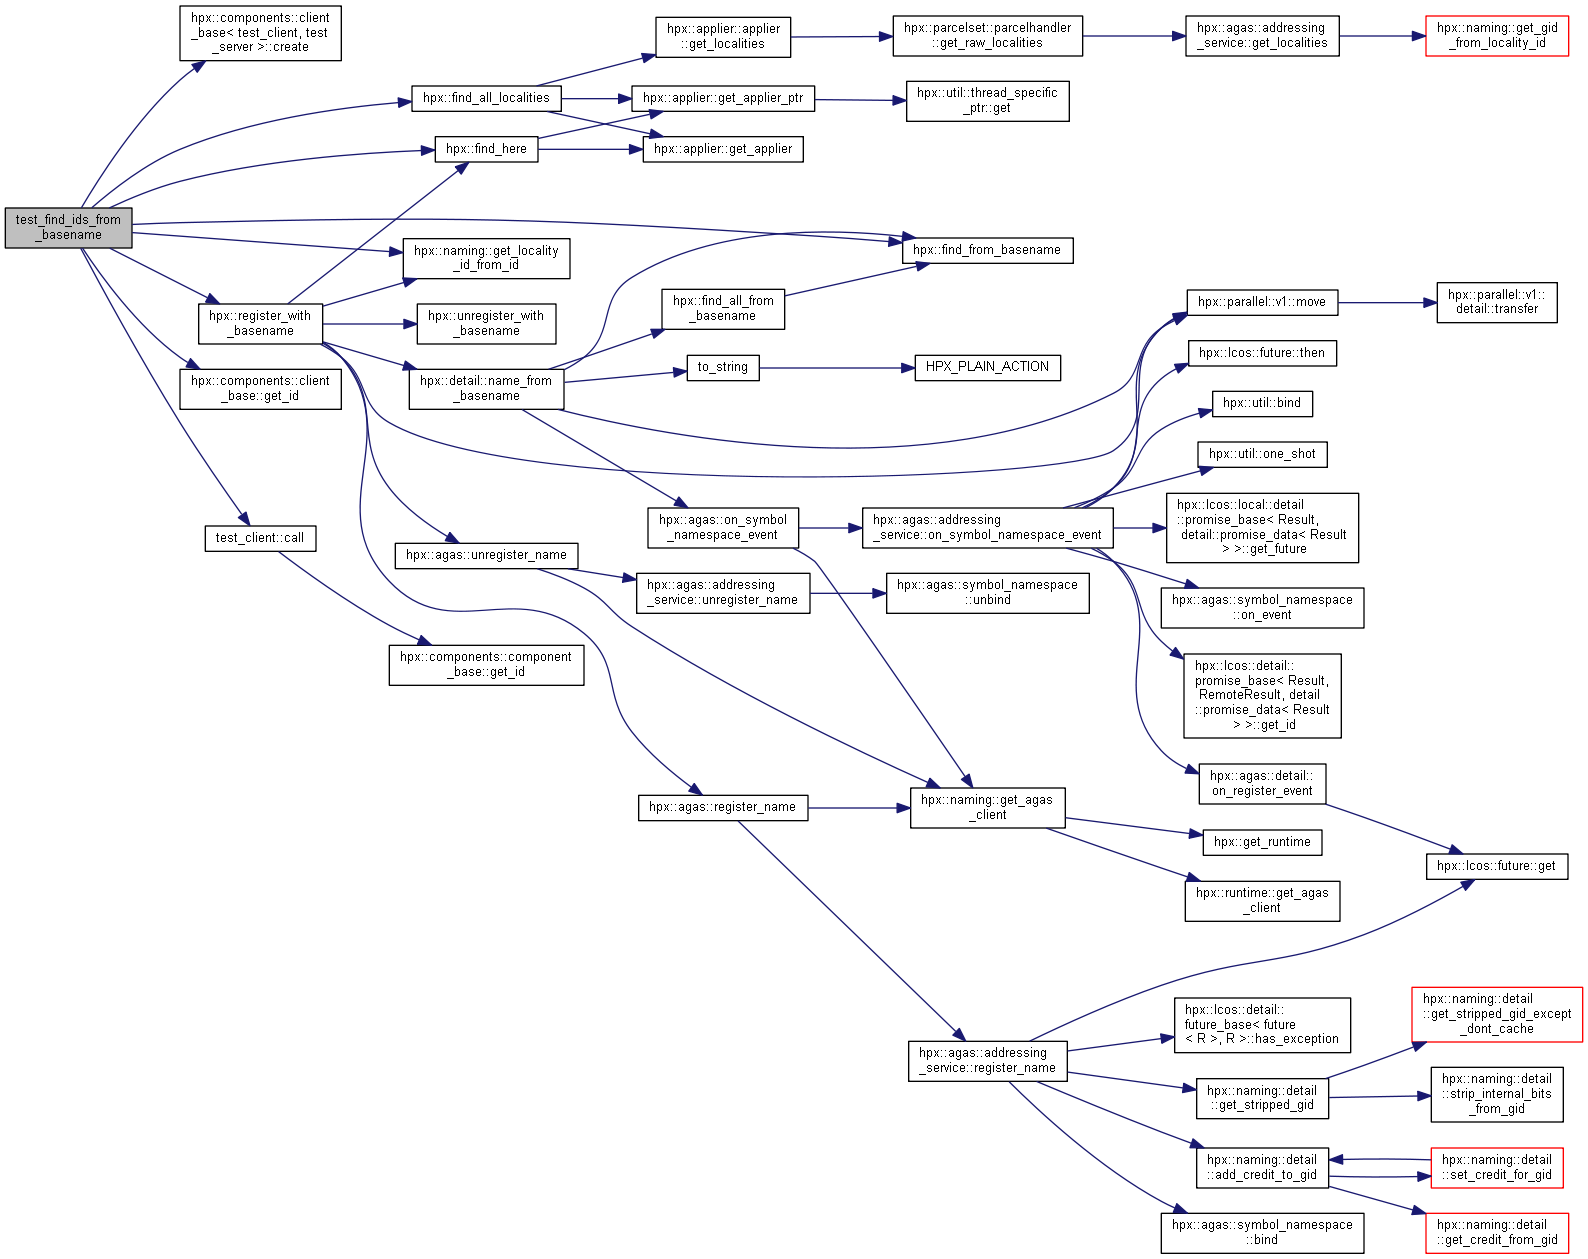 test_find_ids_from
_basename
hpx::components::client
_base< test_client, test
_server >::create
hpx::find_all_localities
hpx::find_here
hpx::naming::get_locality
_id_from_id
hpx::register_with
_basename
hpx::unregister_with
_basename
hpx::components::client
_base::get_id
hpx::detail::name_from
_basename
test_client::call
hpx::agas::unregister_name
hpx::components::component
_base::get_id
hpx::applier::applier
::get_localities
hpx::applier::get_applier_ptr
hpx::applier::get_applier
hpx::find_all_from
_basename
to_string
hpx::agas::on_symbol
_namespace_event
hpx::agas::addressing
_service::unregister_name
hpx::agas::register_name
hpx::parcelset::parcelhandler
::get_raw_localities
hpx::util::thread_specific
_ptr::get
hpx::find_from_basename
HPX_PLAIN_ACTION
hpx::agas::addressing
_service::on_symbol_namespace_event
hpx::agas::symbol_namespace
::unbind
hpx::naming::get_agas
_client
hpx::agas::addressing
_service::register_name
hpx::agas::addressing
_service::get_localities
hpx::parallel::v1::move
hpx::lcos::future::then
hpx::util::bind
hpx::util::one_shot
hpx::lcos::local::detail
::promise_base< Result,
detail::promise_data< Result
> >::get_future
hpx::agas::symbol_namespace
::on_event
hpx::lcos::detail::
promise_base< Result,
RemoteResult, detail
::promise_data< Result
> >::get_id
hpx::agas::detail::
on_register_event
hpx::get_runtime
hpx::runtime::get_agas
_client
hpx::lcos::detail::
future_base< future
< R >, R >::has_exception
hpx::naming::detail
::get_stripped_gid
hpx::naming::detail
::add_credit_to_gid
hpx::agas::symbol_namespace
::bind
hpx::naming::get_gid
_from_locality_id
hpx::parallel::v1::
detail::transfer
hpx::lcos::future::get
hpx::naming::detail
::get_stripped_gid_except
_dont_cache
hpx::naming::detail
::strip_internal_bits
_from_gid
hpx::naming::detail
::set_credit_for_gid
hpx::naming::detail
::get_credit_from_gid